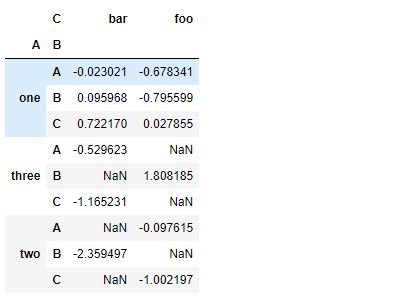 C bar foo
A B
A -0.023021 -0.678341
one B 0.095968 -0.795599
C 0.722170 0.027855
A -0.529623 NaN
three B NaN 1.808185
C -1.165231 NaN
A NaN -0.097615
two B -2.359497 NaN
C NaN -1.002197